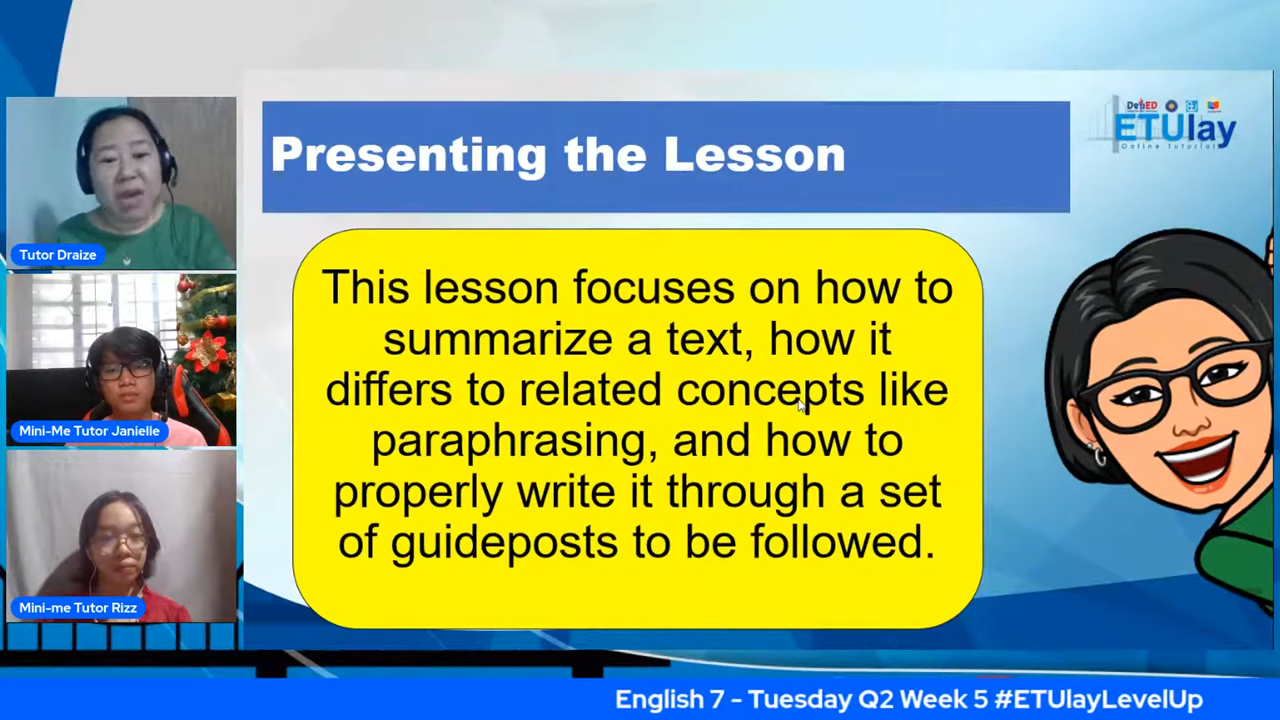 Presenting the Lesson
DepED
ETUlay
Online Tutorial
This lesson focuses on how to
summarize a text, how it
differs to related concepts like
paraphrasing, and how to
properly write it through a set
of guideposts to be followed.
Tutor Draize
Mini-Me Tutor Janielle
Mini-me Tutor Rizz
English 7 - Tuesday Q2 Week 5 #ETUlayLevelUp